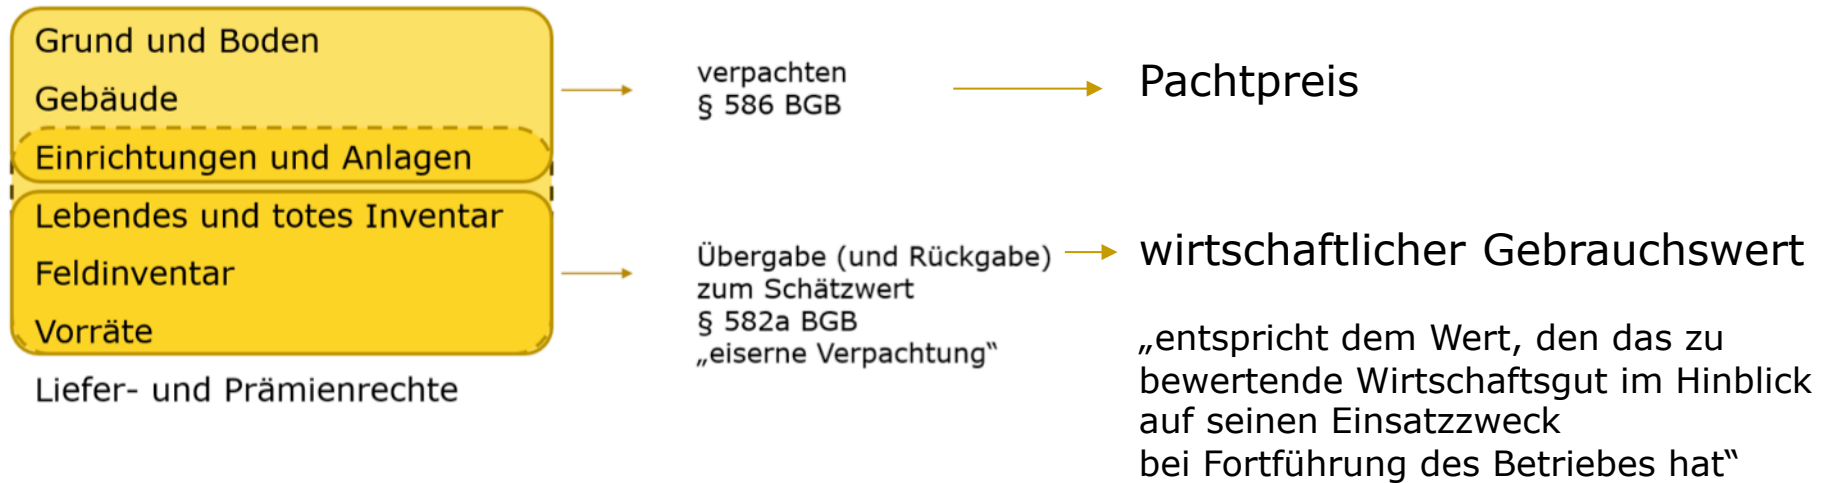 Grund und Boden
Gebäude
Einrichtungen und Anlagen
Lebendes und totes Inventar
Feldinventar
Vorräte
Liefer- und Prämienrechte
verpachten
§ 586 BGB
Pachtpreis
Übergabe (und Rückgabe)
zum Schätzwert
§ 582a BGB
„eiserne Verpachtung“
wirtschaftlicher Gebrauchswert
„entspricht dem Wert, den das zu
bewertende Wirtschaftsgut im Hinblick
auf seinen Einsatzzweck
bei Fortführung des Betriebes hat“